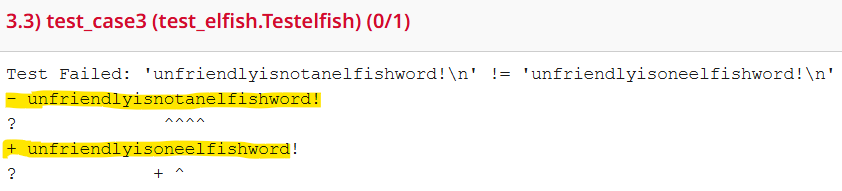 3.3) test_case3 (test_elfish.Testelfish) (0/1)
Test Failed: 'unfriendlyisnotanelfishword!\n' != 'unfriendlyisoneelfishword!\n'
- unfriendlyisnotanelfishword!
?               ^^^^
+ unfriendlyisoneelfishword!
?              + ^